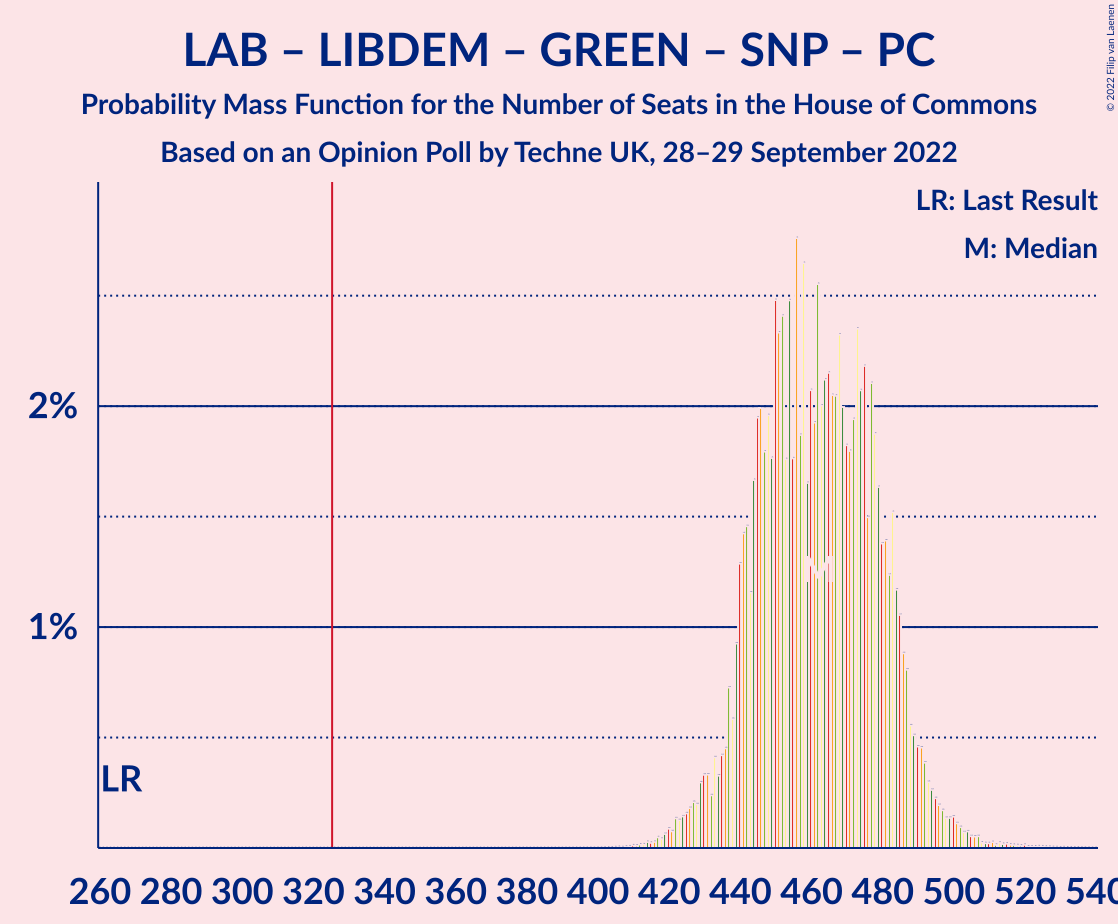 LAB – LIBDEM – GREEN – SNP – PC
Probability Mass Function for the Number of Seats in the House of Commons
Based on an Opinion Poll by Techne UK, 28–29 September 2022
© 2022 Filip van Laenen
LR: Last Result
M: Median
2%
1%
LR
M
260 280 300 320 340 360 380 400 420 440 460 480 500 520 540